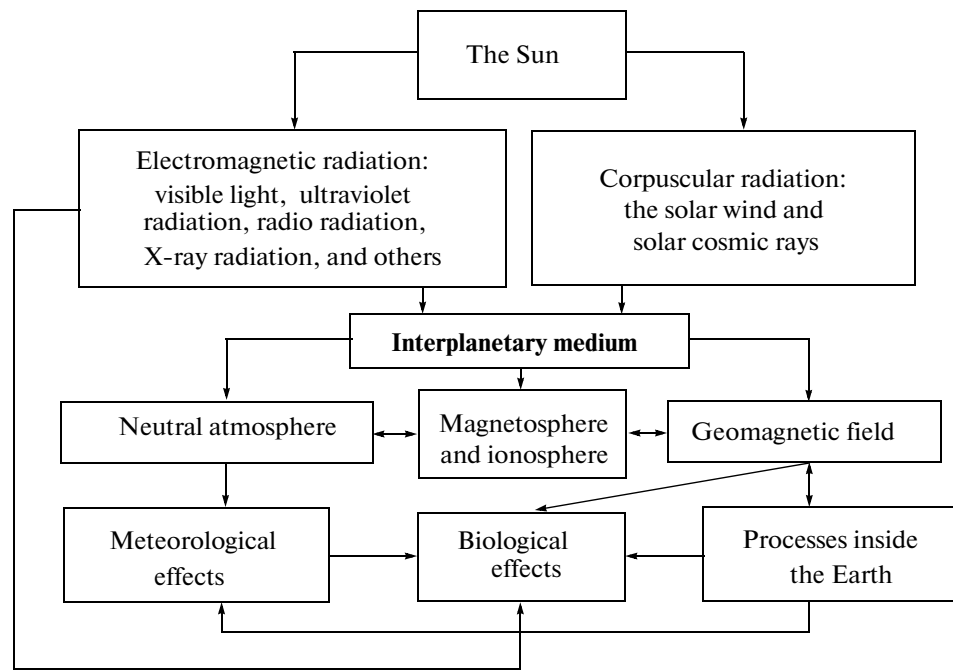 The Sun
Electromagnetic radiation:
visible light, ultraviolet
radiation, radio radiation,
X-ray radiation, and others
Corpuscular radiation:
the solar wind and
solar cosmic rays
Interplanetary medium
Neutral atmosphere
Magnetosphere
and ionosphere
Geomagnetic field
Meteorological
effects
Biological
effects
Processes inside
the Earth